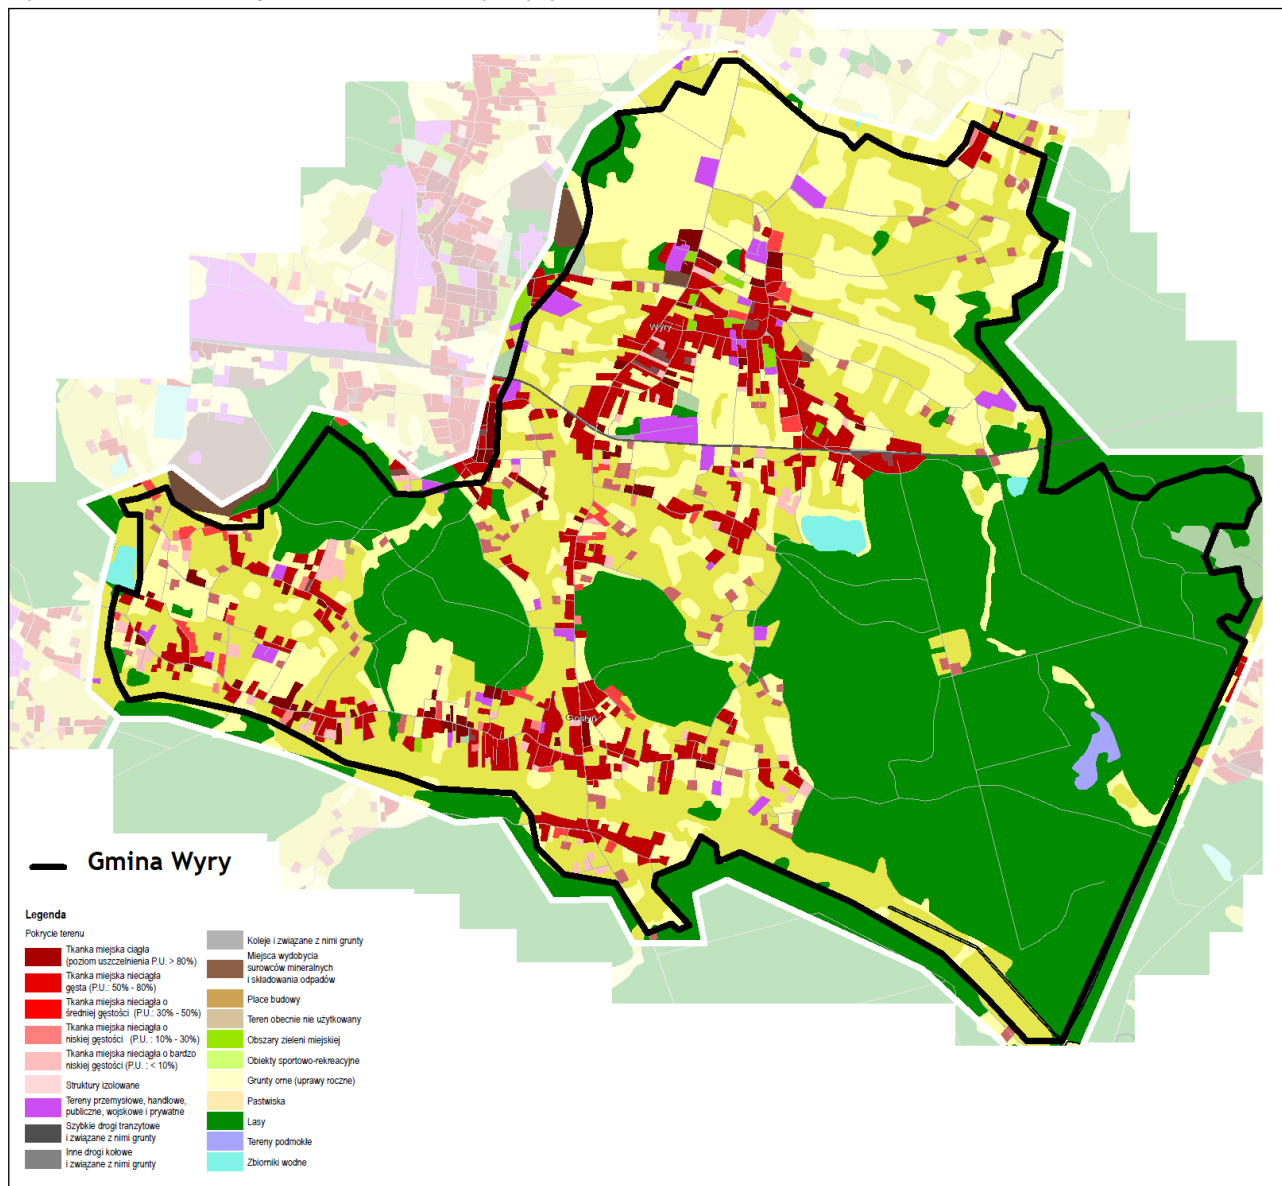 Wyry
Gostyń
Gmina Wyry
Legenda
Pokrycie terenu
Tkanka miejska ciągła
(poziom uszczelnienia P.U. > 80%)
Tkanka miejska nieciągła
gęsta (P.U.: 50% - 80%)
Tkanka miejska nieciągła o
średniej gęstości (P.U.: 30% - 50%)
Tkanka miejska nieciągła o
niskiej gęstości (P.U. : 10% - 30%)
Tkanka miejska nieciągła o bardzo
niskiej gęstości (P.U. : < 10%)
Struktury izolowane
Tereny przemysłowe, handlowe,
publiczne, wojskowe i prywatne
Szybkie drogi tranzytowe
i związane z nimi grunty
Inne drogi kołowe
i związane z nimi grunty
Koleje i związane z nimi grunty
Miejsca wydobycia
surowców mineralnych
i składowania odpadów
Place budowy
Teren obecnie nie użytkowany
Obszary zieleni miejskiej
Obiekty sportowo-rekreacyjne
Grunty orne (uprawy roczne)
Pastwiska
Lasy
Tereny podmokłe
Zbiorniki wodne